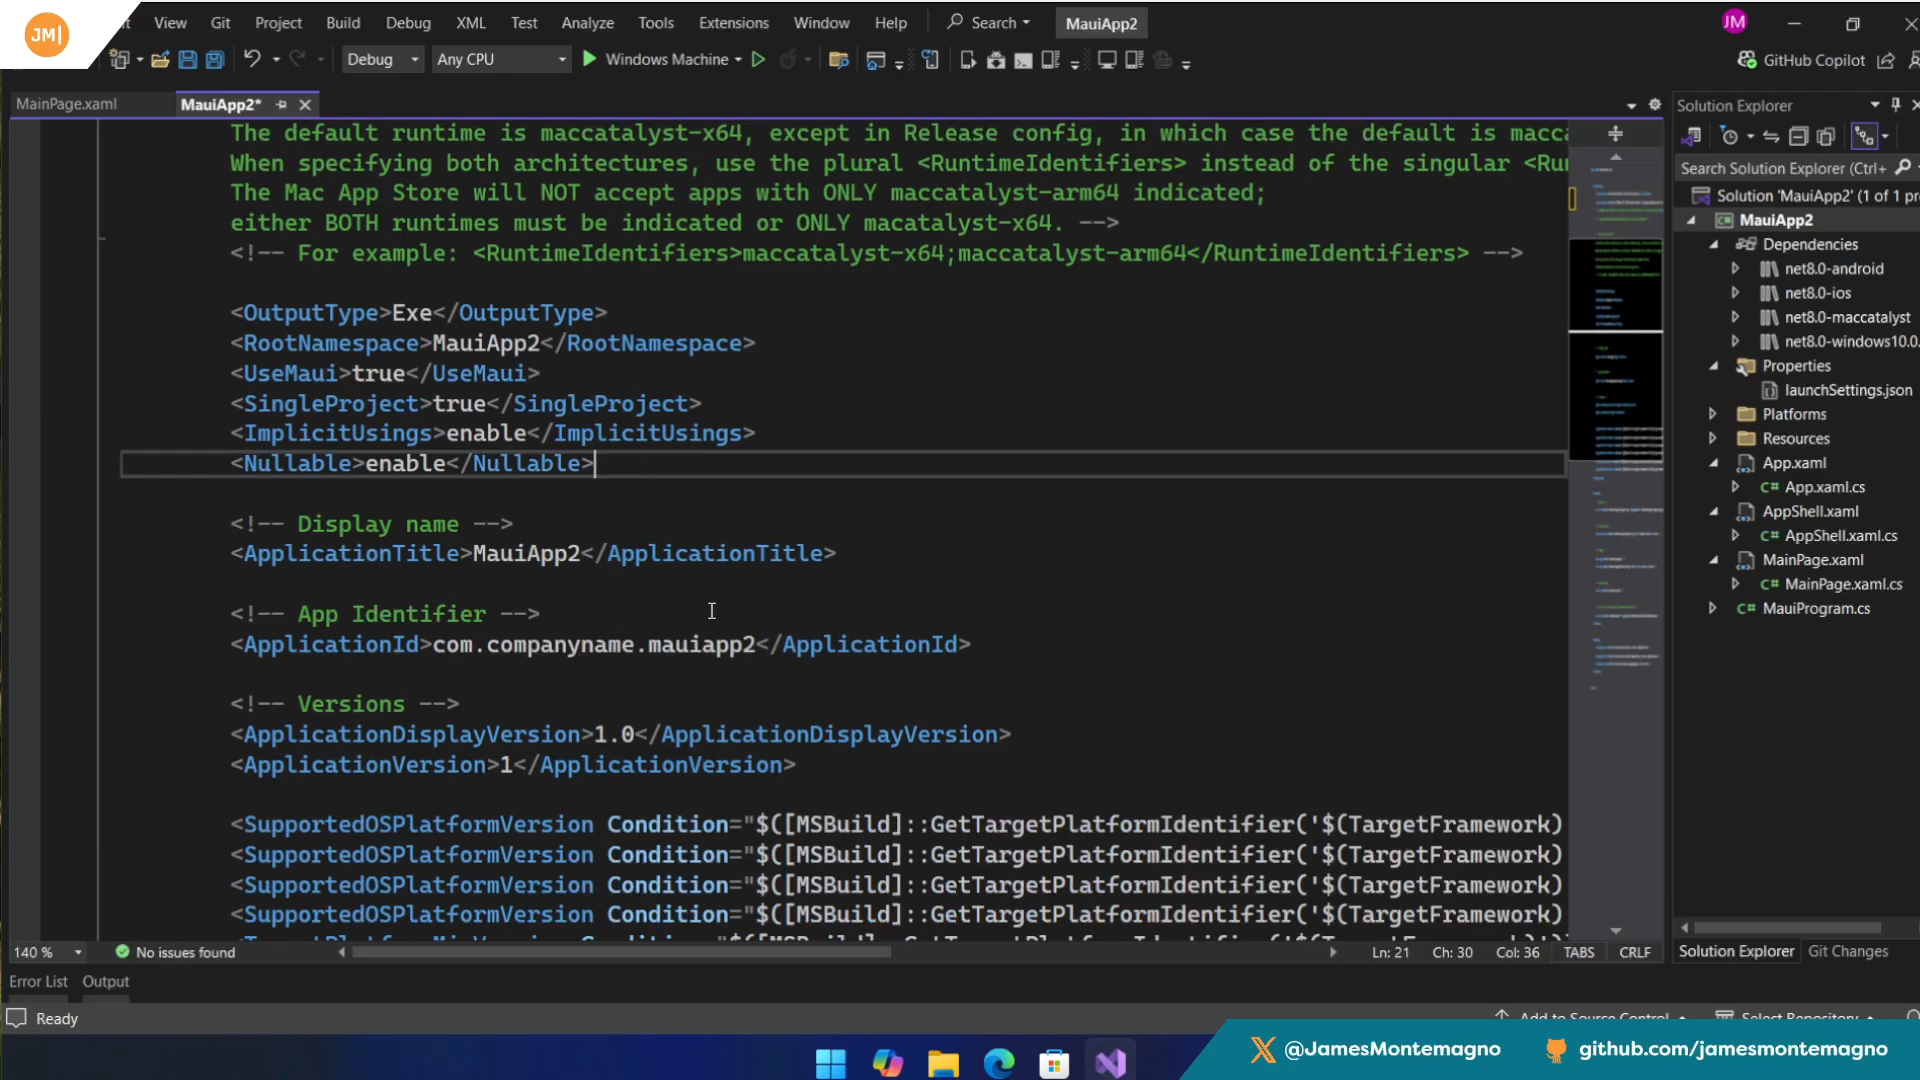 JM|
View Git Project Build Debug XML Test Analyze Tools Extensions Window Help Search MauiApp2 JM
Debug Any CPU Windows Machine GitHub Copilot
MainPage.xaml MauiApp2*
The default runtime is maccatalyst-x64, except in Release config, in which case the default is macca
When specifying both architectures, use the plural <RuntimeIdentifiers> instead of the singular <Ru
The Mac App Store will NOT accept apps with ONLY maccatalyst-arm64 indicated;
either BOTH runtimes must be indicated or ONLY macatalyst-x64. -->
<!-- For example: <RuntimeIdentifiers>maccatalyst-x64;maccatalyst-arm64</RuntimeIdentifiers> -->
<OutputType>Exe</OutputType>
<RootNamespace>MauiApp2</RootNamespace>
<UseMaui>true</UseMaui>
<SingleProject>true</SingleProject>
<ImplicitUsings>enable</ImplicitUsings>
<Nullable>enable</Nullable>
<!-- Display name -->
<ApplicationTitle>MauiApp2</ApplicationTitle>
<!-- App Identifier -->
<ApplicationId>com.companyname.mauiapp2</ApplicationId>
<!-- Versions -->
<ApplicationDisplayVersion>1.0</ApplicationDisplayVersion>
<ApplicationVersion>1</ApplicationVersion>
<SupportedOSPlatformVersion Condition="$([MSBuild]::GetTargetPlatformIdentifier('$(TargetFramework)
<SupportedOSPlatformVersion Condition="$([MSBuild]::GetTargetPlatformIdentifier('$(TargetFramework)
<SupportedOSPlatformVersion Condition="$([MSBuild]::GetTargetPlatformIdentifier('$(TargetFramework)
<SupportedOSPlatformVersion Condition="$([MSBuild]::GetTargetPlatformIdentifier('$(TargetFramework)
140 % No issues found Ln: 21 Ch: 30 Col: 36 TABS CRLF
Error List Output
Ready
Solution Explorer
Search Solution Explorer (Ctrl+
Solution 'MauiApp2' (1 of 1 pr
MauiApp2
Dependencies
net8.0-android
net8.0-ios
net8.0-maccatalyst
net8.0-windows10.0.
Properties
launchSettings.json
Platforms
Resources
App.xaml
C# App.xaml.cs
AppShell.xaml
C# AppShell.xaml.cs
MainPage.xaml
C# MainPage.xaml.cs
C# MauiProgram.cs
Solution Explorer Git Changes
Add to Source Control Select Repository
@JamesMontemagno github.com/jamesmontemagno